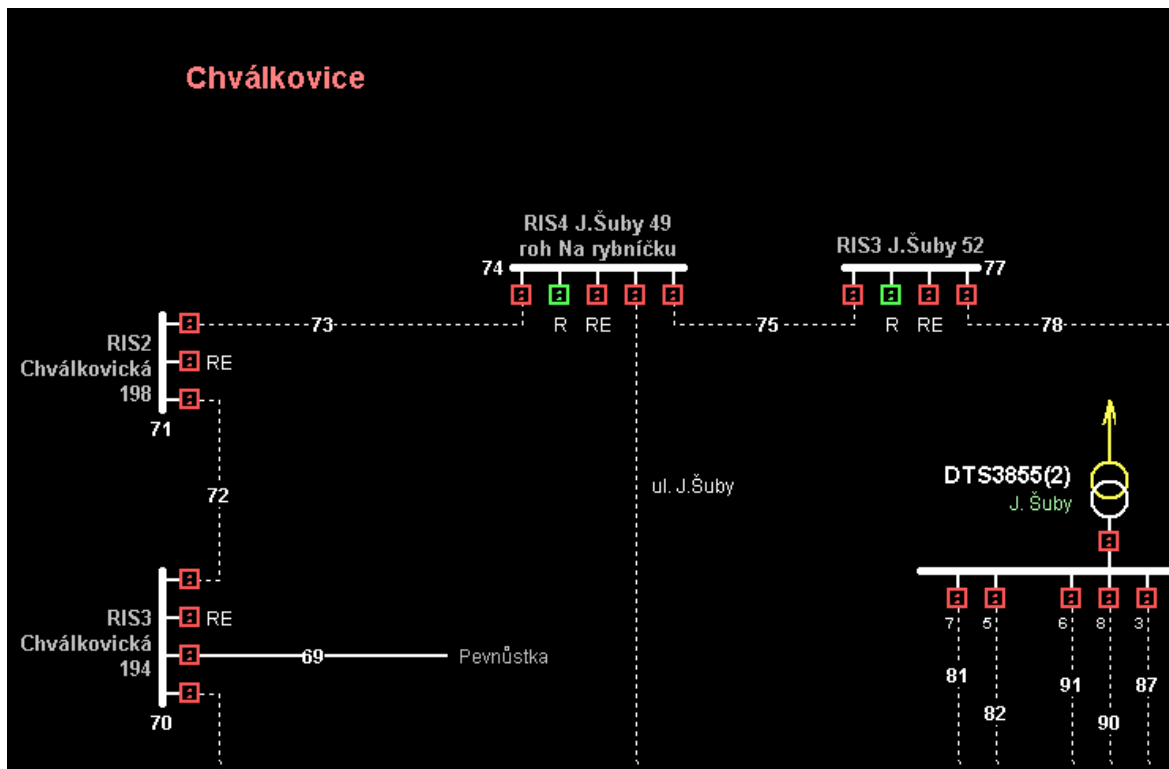 Chválkovice
RIS4 J.Šuby 49
roh Na rybníčku
74
RIS3 J.Šuby 52
77
R RE
R RE
73
75
78
RIS2
Chválkovická
198
RE
71
72
ul. J.Šuby
DTS3855(2)
J. Šuby
RIS3
Chválkovická
194
RE
69
Pevnůstka
70
7 5 6 8 3
81
82
91
90
87